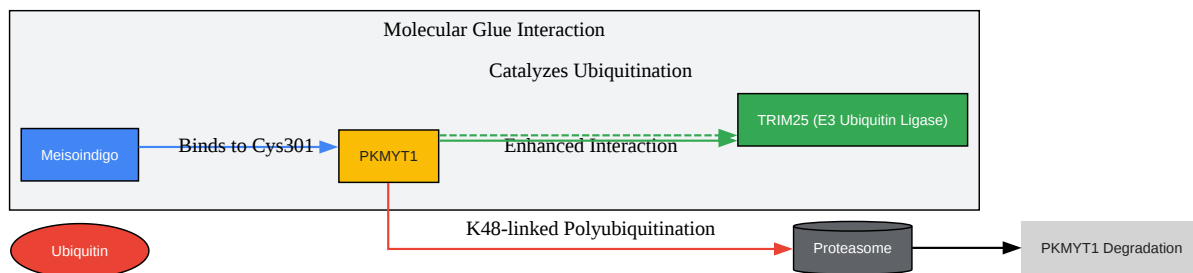 Molecular Glue Interaction
Catalyzes Ubiquitination
TRIM25 (E3 Ubiquitin Ligase)
Meisoindigo
Binds to Cys301
PKMYT1
Enhanced Interaction
K48-linked Polyubiquitination
Ubiquitin
Proteasome
PKMYT1 Degradation